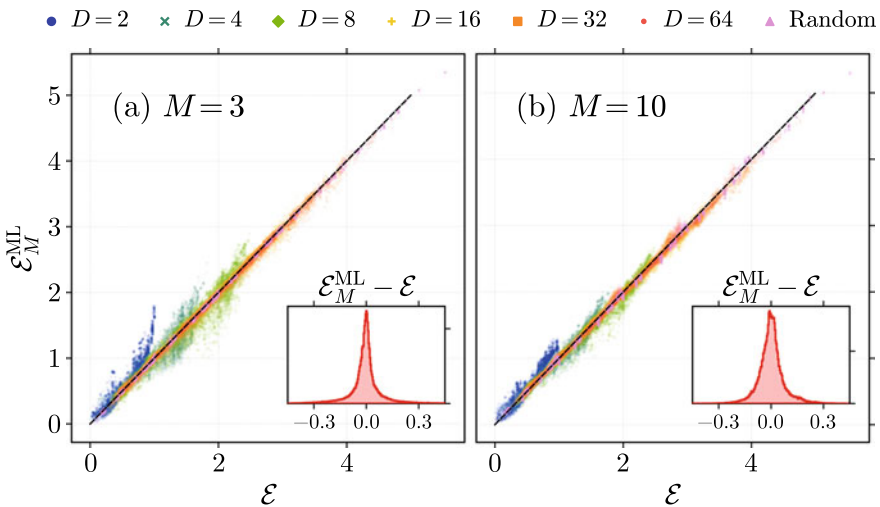 D = 2 D = 4 D = 8 D = 16 D = 32 D = 64 Random
(a) M = 3
(b) M = 10
ℰ_M^ML
5
4
3
2
1
0
ℰ_M^ML − ℰ
−0.3 0.0 0.3
ℰ_M^ML − ℰ
−0.3 0.0 0.3
0 2 4
0 2 4
ℰ
ℰ